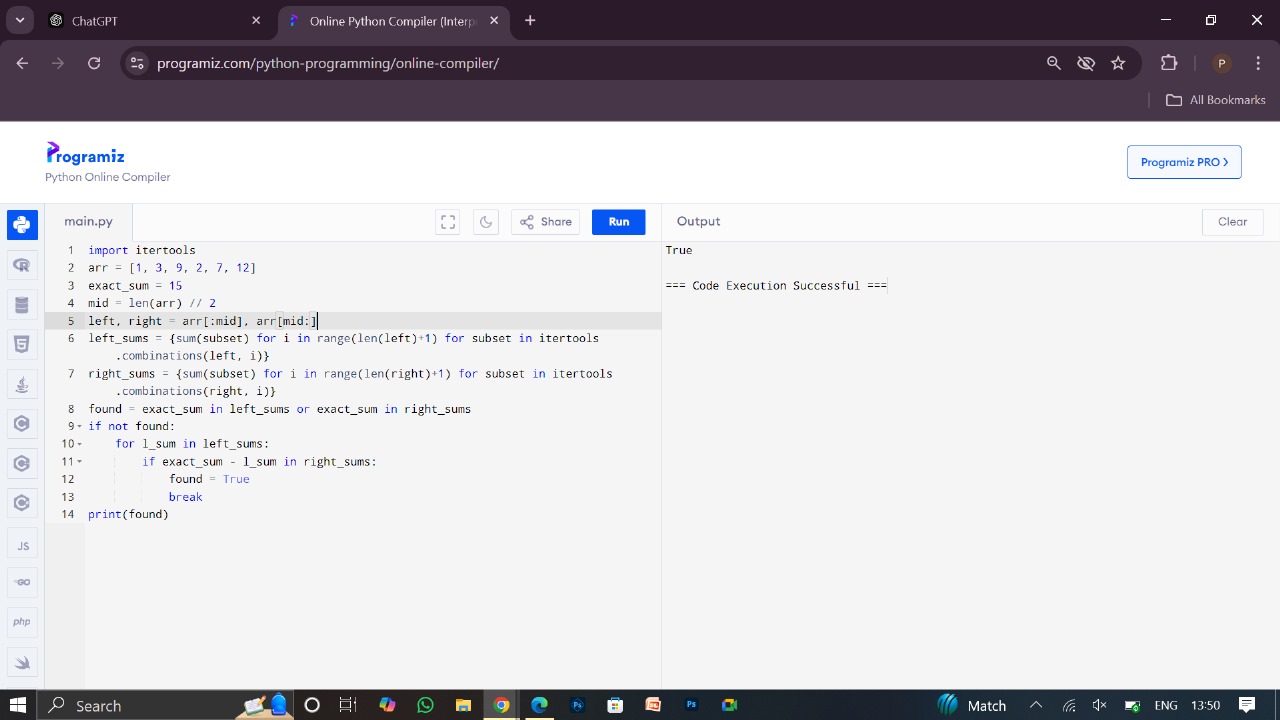 ChatGPT
Online Python Compiler (Interp
programiz.com/python-programming/online-compiler/
P
All Bookmarks
Programiz
Python Online Compiler
Programiz PRO >
main.py
Share
Run
Output
Clear
1 import itertools
2 arr = [1, 3, 9, 2, 7, 12]
3 exact_sum = 15
4 mid = len(arr) // 2
5 left, right = arr[:mid], arr[mid:]
6 left_sums = {sum(subset) for i in range(len(left)+1) for subset in itertools
.combinations(left, i)}
7 right_sums = {sum(subset) for i in range(len(right)+1) for subset in itertools
.combinations(right, i)}
8 found = exact_sum in left_sums or exact_sum in right_sums
9 if not found:
10 for l_sum in left_sums:
11 if exact_sum - l_sum in right_sums:
12 found = True
13 break
14 print(found)
True
=== Code Execution Successful ===
R
5
C
C
C
JS
GO
php
Search
Ps
Ps
Match
ENG
13:50